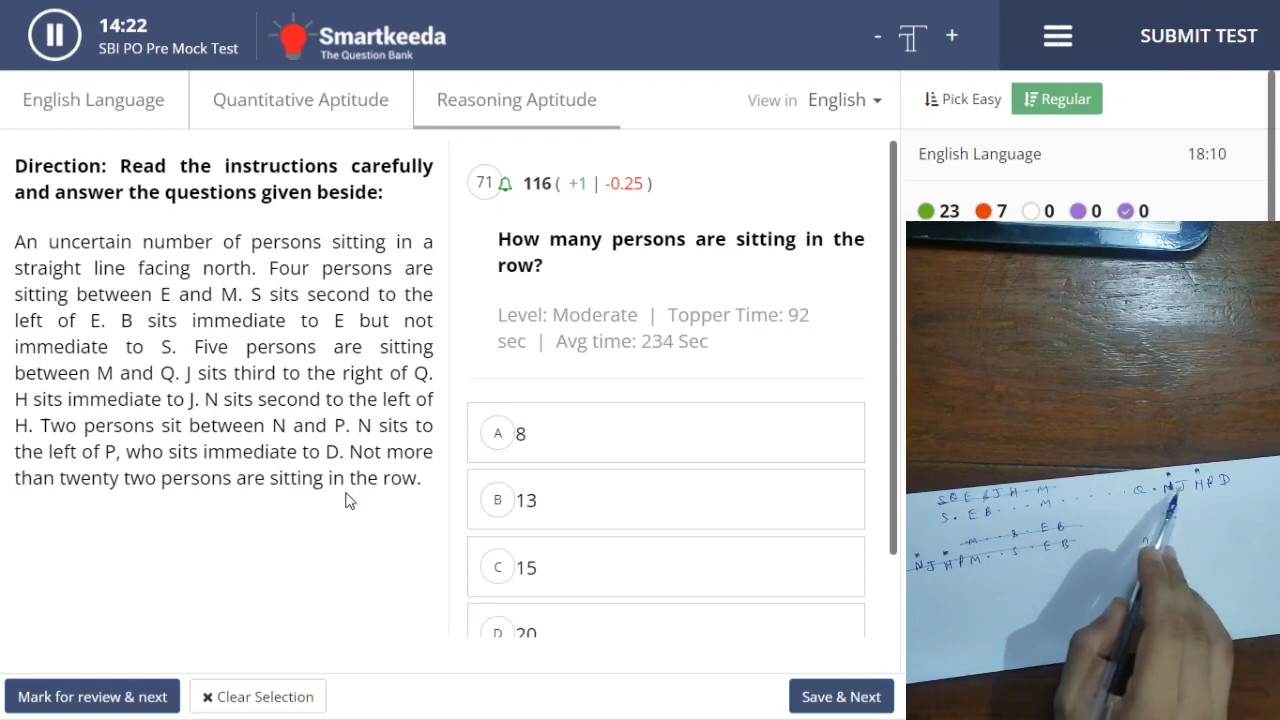 14:22
SBI PO Pre Mock Test
Smartkeeda
The Question Bank
- T +
SUBMIT TEST
English Language
Quantitative Aptitude
Reasoning Aptitude
View in English
Pick Easy
Regular
English Language 18:10
23 7 0 0 0
Direction: Read the instructions carefully
and answer the questions given beside:
An uncertain number of persons sitting in a
straight line facing north. Four persons are
sitting between E and M. S sits second to the
left of E. B sits immediate to E but not
immediate to S. Five persons are sitting
between M and Q. J sits third to the right of Q.
H sits immediate to J. N sits second to the left of
H. Two persons sit between N and P. N sits to
the left of P, who sits immediate to D. Not more
than twenty two persons are sitting in the row.
71 116 ( +1 | -0.25 )
How many persons are sitting in the
row?
Level: Moderate | Topper Time: 92
sec | Avg time: 234 Sec
A 8
B 13
C 15
D 20
S . E B . . . M . . . . . Q . N J H P D
M . . S . E B
N J H P M . . S . E B
Mark for review & next
Clear Selection
Save & Next